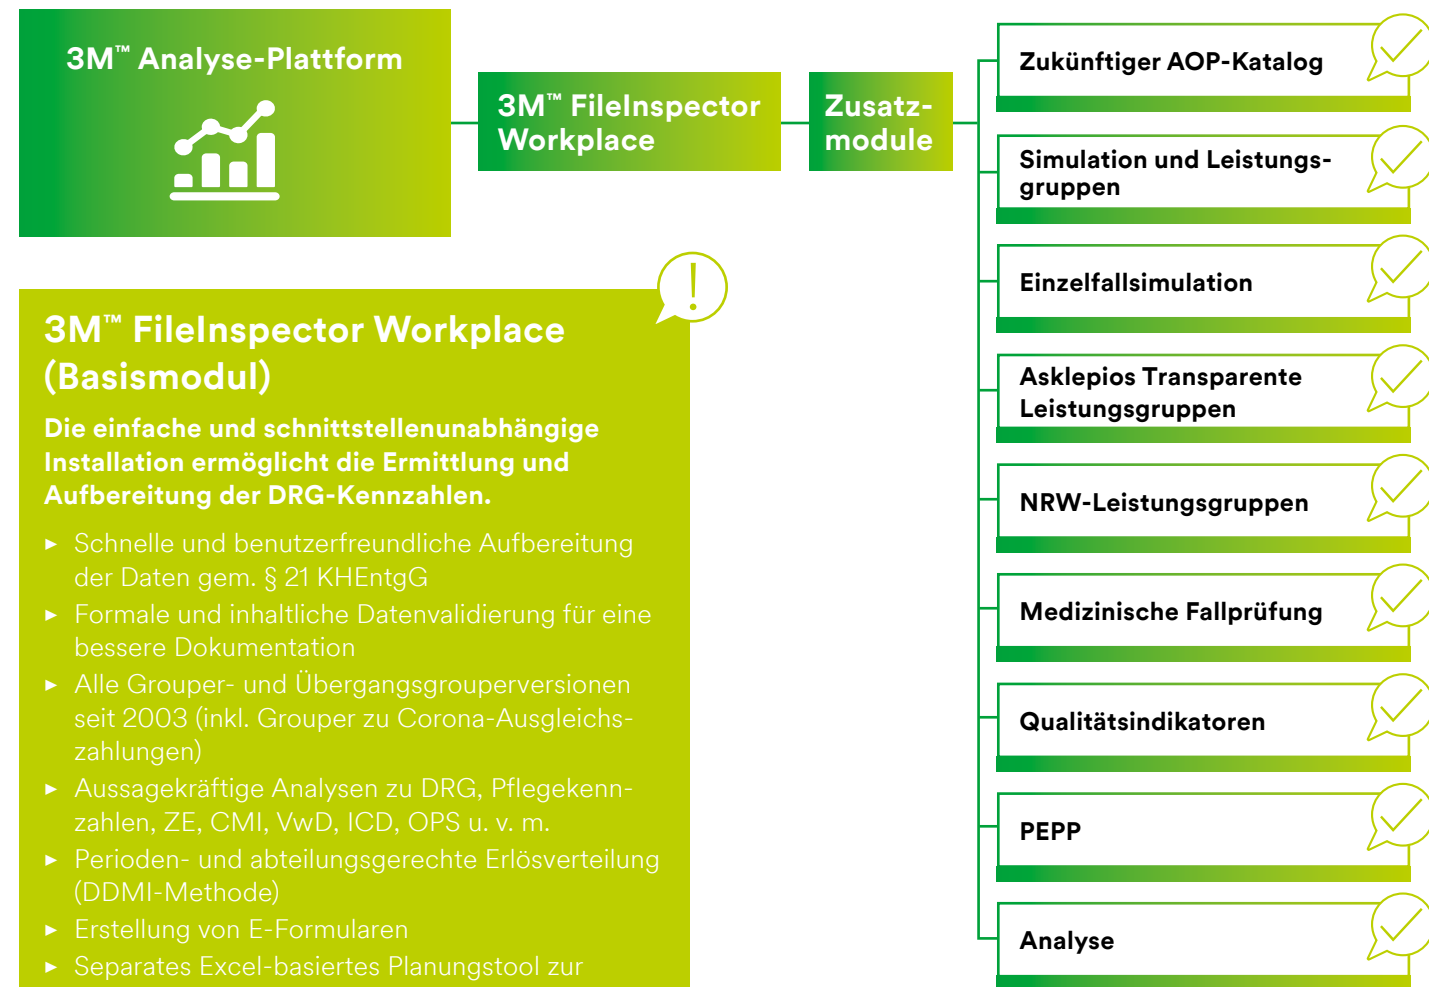 3M™ Analyse-Plattform
3M™ FileInspector
Workplace
Zusatz-
module
Zukünftiger AOP-Katalog
Simulation und Leistungs-
gruppen
Einzelfallsimulation
Asklepios Transparente
Leistungsgruppen
NRW-Leistungsgruppen
Medizinische Fallprüfung
Qualitätsindikatoren
PEPP
Analyse
!
3M™ FileInspector Workplace
(Basismodul)
Die einfache und schnittstellenunabhängige
Installation ermöglicht die Ermittlung und
Aufbereitung der DRG-Kennzahlen.
▸ Schnelle und benutzerfreundliche Aufbereitung
der Daten gem. § 21 KHEntgG
▸ Formale und inhaltliche Datenvalidierung für eine
bessere Dokumentation
▸ Alle Grouper- und Übergangsgrouperversionen
seit 2003 (inkl. Grouper zu Corona-Ausgleichs-
zahlungen)
▸ Aussagekräftige Analysen zu DRG, Pflegekenn-
zahlen, ZE, CMI, VwD, ICD, OPS u. v. m.
▸ Perioden- und abteilungsgerechte Erlösverteilung
(DDMI-Methode)
▸ Erstellung von E-Formularen
▸ Separates Excel-basiertes Planungstool zur